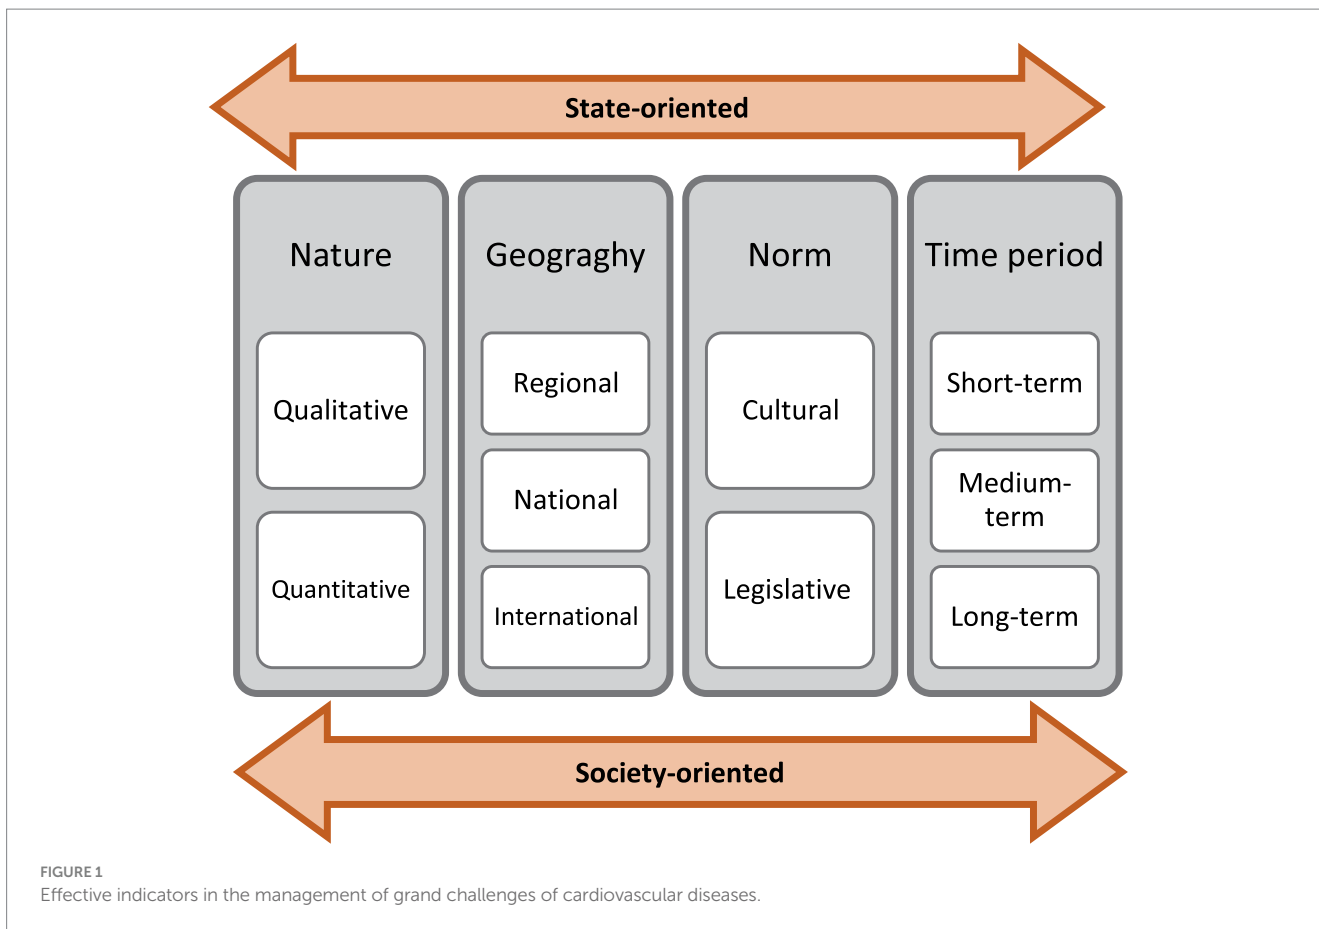 State-oriented
Nature
Qualitative
Quantitative
Geograghy
Regional
National
International
Norm
Cultural
Legislative
Time period
Short-term
Medium-
term
Long-term
Society-oriented
FIGURE 1
Effective indicators in the management of grand challenges of cardiovascular diseases.